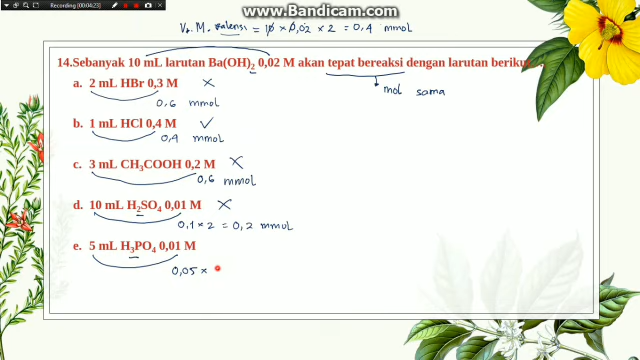 Recording [00:04:23]
www.Bandicam.com
V. M. valensi = 10 × 0,02 × 2 = 0,4 mmol
14.Sebanyak 10 mL larutan Ba(OH)₂ 0,02 M akan tepat bereaksi dengan larutan berikut
mol sama
a. 2 mL HBr 0,3 M ×
0,6 mmol
b. 1 mL HCl 0,4 M ✓
0,4 mmol
c. 3 mL CH₃COOH 0,2 M ×
0,6 mmol
d. 10 mL H₂SO₄ 0,01 M ×
0,1 × 2 = 0,2 mmol
e. 5 mL H₃PO₄ 0,01 M
0,05 ×